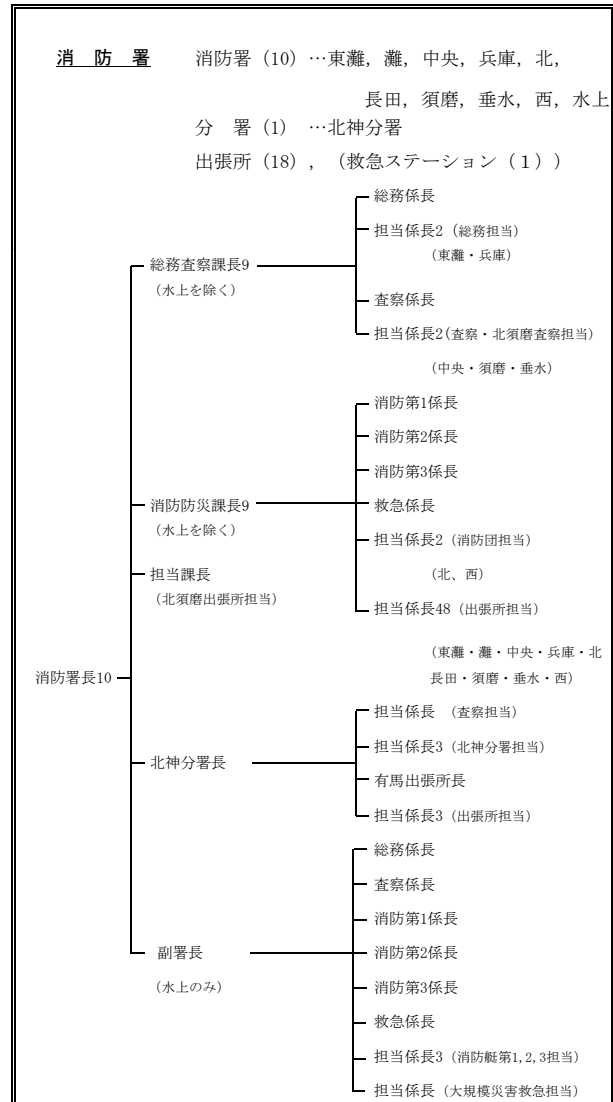 消 防 署 消防署（10）…東灘，灘，中央，兵庫，北，
長田，須磨，垂水，西，水上
分 署（1） …北神分署
出張所（18），（救急ステーション（１））
消防署長10
総務査察課長9
（水上を除く）
総務係長
担当係長2（総務担当）
（東灘・兵庫）
査察係長
担当係長2(査察・北須磨査察担当)
（中央・須磨・垂水）
消防防災課長9
（水上を除く）
消防第1係長
消防第2係長
消防第3係長
救急係長
担当係長2（消防団担当）
（北、西）
担当係長48（出張所担当）
（東灘・灘・中央・兵庫・北
長田・須磨・垂水・西）
担当課長
（北須磨出張所担当）
北神分署長
担当係長 （査察担当）
担当係長3（北神分署担当）
有馬出張所長
担当係長3（出張所担当）
副署長
（水上のみ）
総務係長
査察係長
消防第1係長
消防第2係長
消防第3係長
救急係長
担当係長3（消防艇第1,2,3担当）
担当係長（大規模災害救急担当）